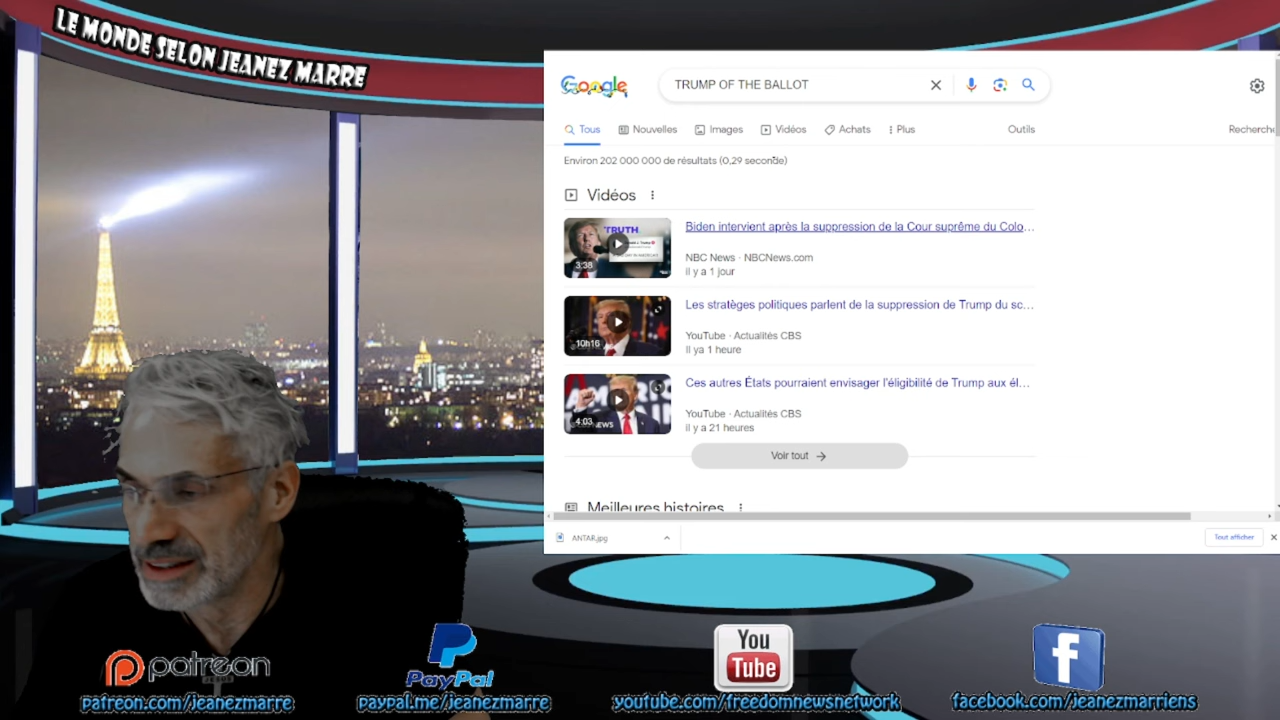 LE MONDE SELON JEANEZ MARRE
Google
TRUMP OF THE BALLOT
Tous
Nouvelles
Images
Vidéos
Achats
Plus
Outils
Recherche
Environ 202 000 000 de résultats (0,29 seconde)
Vidéos
TRUTH
3:38
Biden intervient après la suppression de la Cour suprême du Colo...
NBC News · NBCNews.com
il y a 1 jour
10h16
Les stratèges politiques parlent de la suppression de Trump du sc...
YouTube · Actualités CBS
Il ya 1 heure
4:03
NEWS
Ces autres États pourraient envisager l'éligibilité de Trump aux él...
YouTube · Actualités CBS
il y a 21 heures
Voir tout
Meilleures histoires
ANTAR.jpg
Tout afficher
patreon
PayPal
You
Tube
f
patreon.com/jeanezmarre
paypal.me/jeanezmarre
youtube.com/freedomnewsnetwork
facebook.com/jeanezmarriens